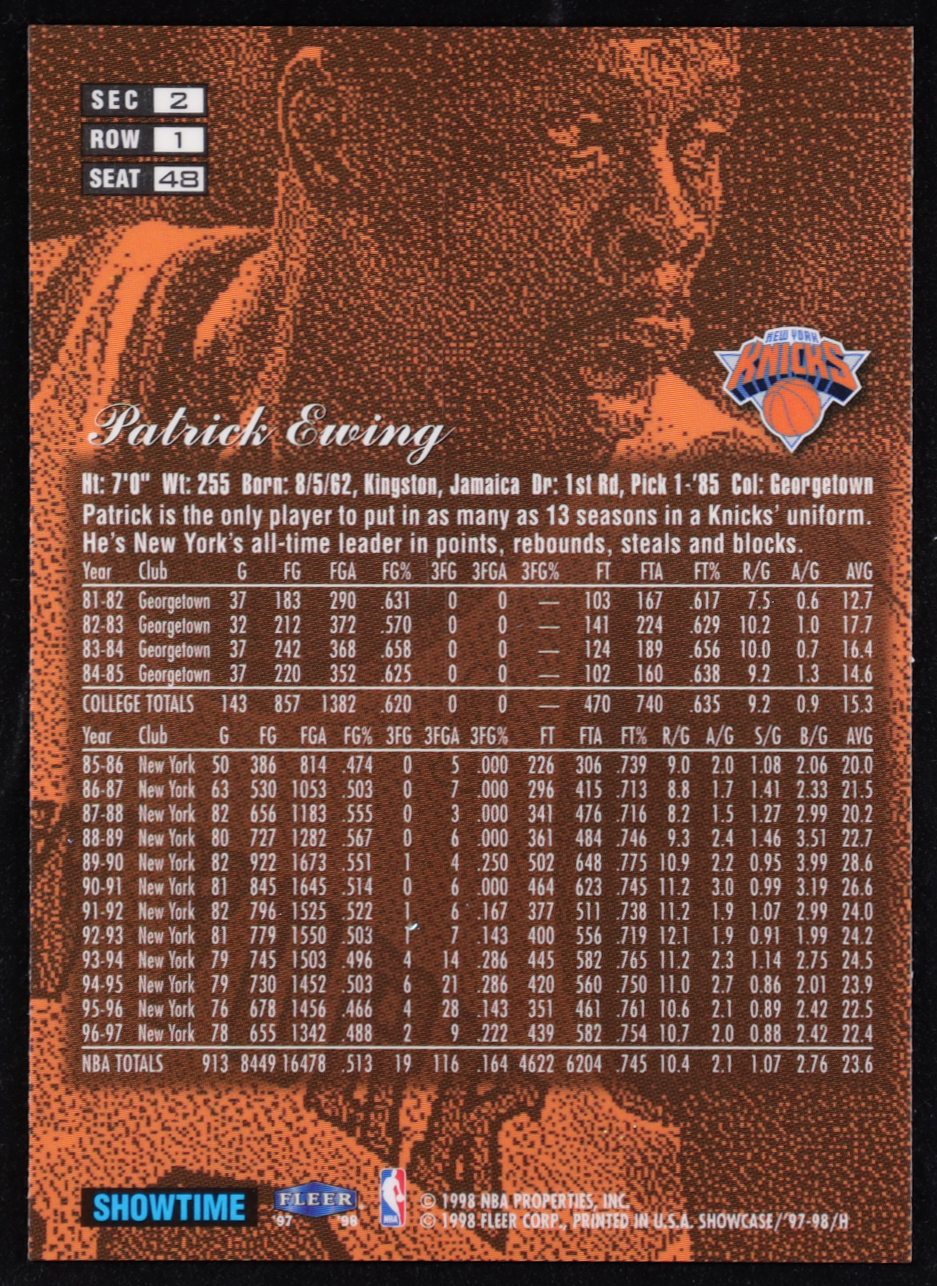 SEC 2
ROW 1
SEAT 48
NEW YORK
KNICKS
Patrick Ewing
Ht: 7'0" Wt: 255 Born: 8/5/62, Kingston, Jamaica Dr: 1st Rd, Pick 1-'85 Col: Georgetown
Patrick is the only player to put in as many as 13 seasons in a Knicks' uniform.
He's New York's all-time leader in points, rebounds, steals and blocks.
Year Club G FG FGA FG% 3FG 3FGA 3FG% FT FTA FT% R/G A/G AVG
81-82 Georgetown 37 183 290 .631 0 0 — 103 167 .617 7.5 0.6 12.7
82-83 Georgetown 32 212 372 .570 0 0 — 141 224 .629 10.2 1.0 17.7
83-84 Georgetown 37 242 368 .658 0 0 — 124 189 .656 10.0 0.7 16.4
84-85 Georgetown 37 220 352 .625 0 0 — 102 160 .638 9.2 1.3 14.6
COLLEGE TOTALS 143 857 1382 .620 0 0 — 470 740 .635 9.2 0.9 15.3
Year Club G FG FGA FG% 3FG 3FGA 3FG% FT FTA FT% R/G A/G S/G B/G AVG
85-86 New York 50 386 814 .474 0 5 .000 226 306 .739 9.0 2.0 1.08 2.06 20.0
86-87 New York 63 530 1053 .503 0 7 .000 296 415 .713 8.8 1.7 1.41 2.33 21.5
87-88 New York 82 656 1183 .555 0 3 .000 341 476 .716 8.2 1.5 1.27 2.99 20.2
88-89 New York 80 727 1282 .567 0 6 .000 361 484 .746 9.3 2.4 1.46 3.51 22.7
89-90 New York 82 922 1673 .551 1 4 .250 502 648 .775 10.9 2.2 0.95 3.99 28.6
90-91 New York 81 845 1645 .514 0 6 .000 464 623 .745 11.2 3.0 0.99 3.19 26.6
91-92 New York 82 796 1525 .522 1 6 .167 377 511 .738 11.2 1.9 1.07 2.99 24.0
92-93 New York 81 779 1550 .503 1 7 .143 400 556 .719 12.1 1.9 0.91 1.99 24.2
93-94 New York 79 745 1503 .496 4 14 .286 445 582 .765 11.2 2.3 1.14 2.75 24.5
94-95 New York 79 730 1452 .503 6 21 .286 420 560 .750 11.0 2.7 0.86 2.01 23.9
95-96 New York 76 678 1456 .466 4 28 .143 351 461 .761 10.6 2.1 0.89 2.42 22.5
96-97 New York 78 655 1342 .488 2 9 .222 439 582 .754 10.7 2.0 0.88 2.42 22.4
NBA TOTALS 913 8449 16478 .513 19 116 .164 4622 6204 .745 10.4 2.1 1.07 2.76 23.6
SHOWTIME
FLEER
'97 '98
NBA
© 1998 NBA PROPERTIES, INC.
© 1998 FLEER CORP., PRINTED IN U.S.A. SHOWCASE/'97-98/H